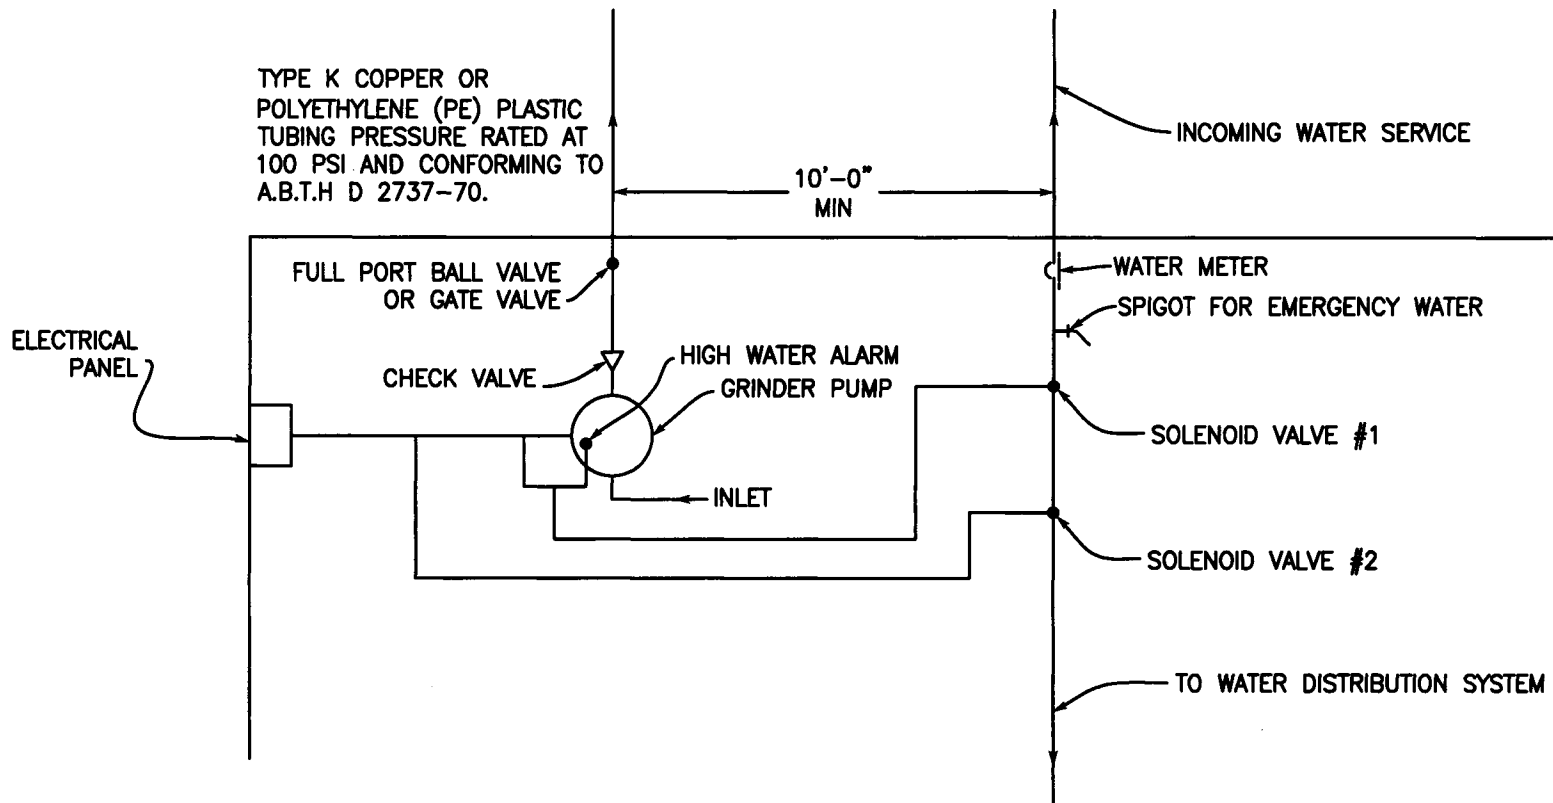 TYPE K COPPER OR
POLYETHYLENE (PE) PLASTIC
TUBING PRESSURE RATED AT
100 PSI AND CONFORMING TO
A.B.T.H D 2737-70.
INCOMING WATER SERVICE
10'-0"
MIN
FULL PORT BALL VALVE
OR GATE VALVE
WATER METER
SPIGOT FOR EMERGENCY WATER
ELECTRICAL
PANEL
HIGH WATER ALARM
CHECK VALVE
GRINDER PUMP
SOLENOID VALVE #1
INLET
SOLENOID VALVE #2
TO WATER DISTRIBUTION SYSTEM